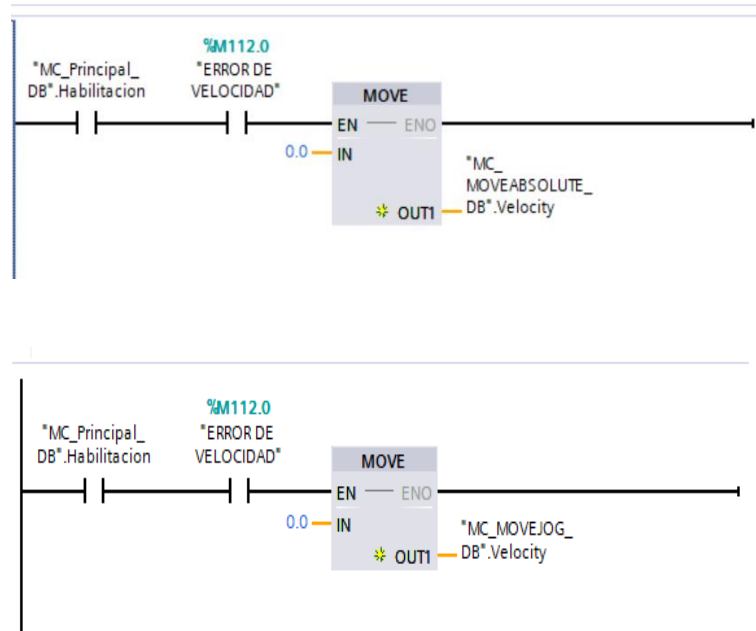 %M112.0
"MC_Principal_
DB".Habilitacion
"ERROR DE
VELOCIDAD"
MOVE
EN
ENO
0.0
IN
OUT1
"MC_
MOVEABSOLUTE_
DB".Velocity
%M112.0
"MC_Principal_
DB".Habilitacion
"ERROR DE
VELOCIDAD"
MOVE
EN
ENO
0.0
IN
OUT1
"MC_MOVEJOG_
DB".Velocity